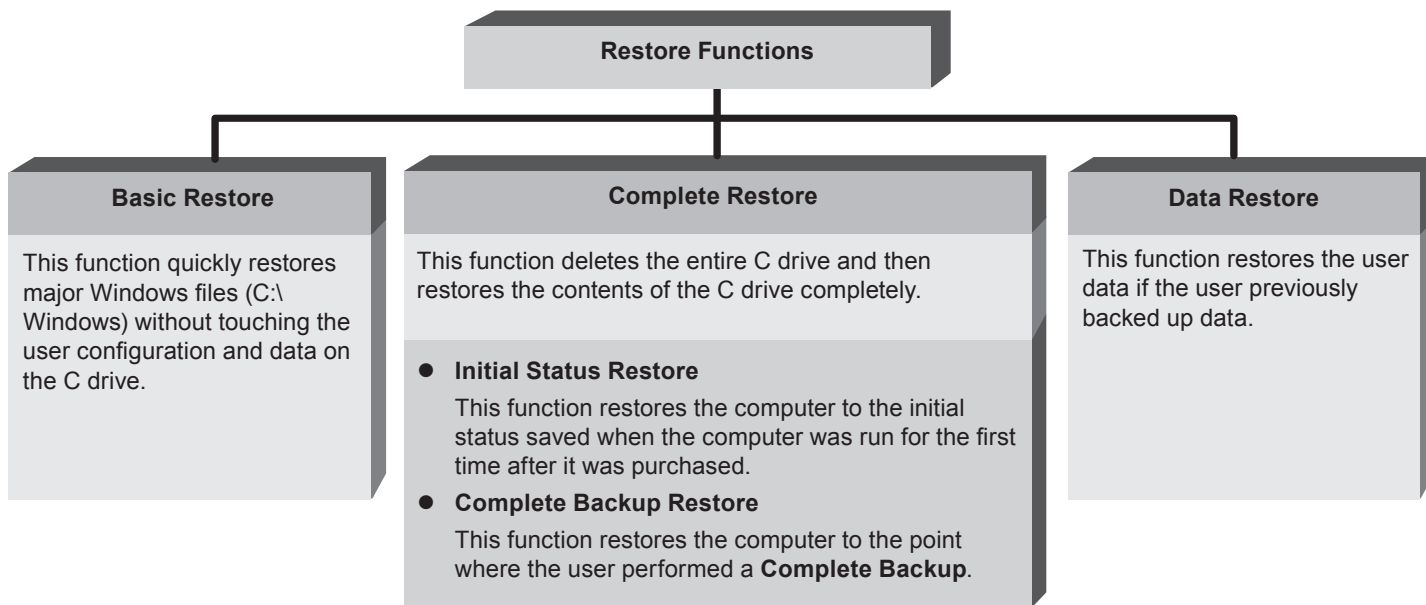 Restore Functions
Basic Restore
This function quickly restores
major Windows files (C:\
Windows) without touching the
user configuration and data on
the C drive.
Complete Restore
This function deletes the entire C drive and then
restores the contents of the C drive completely.
● Initial Status Restore
This function restores the computer to the initial
status saved when the computer was run for the first
time after it was purchased.
● Complete Backup Restore
This function restores the computer to the point
where the user performed a Complete Backup.
Data Restore
This function restores the user
data if the user previously
backed up data.